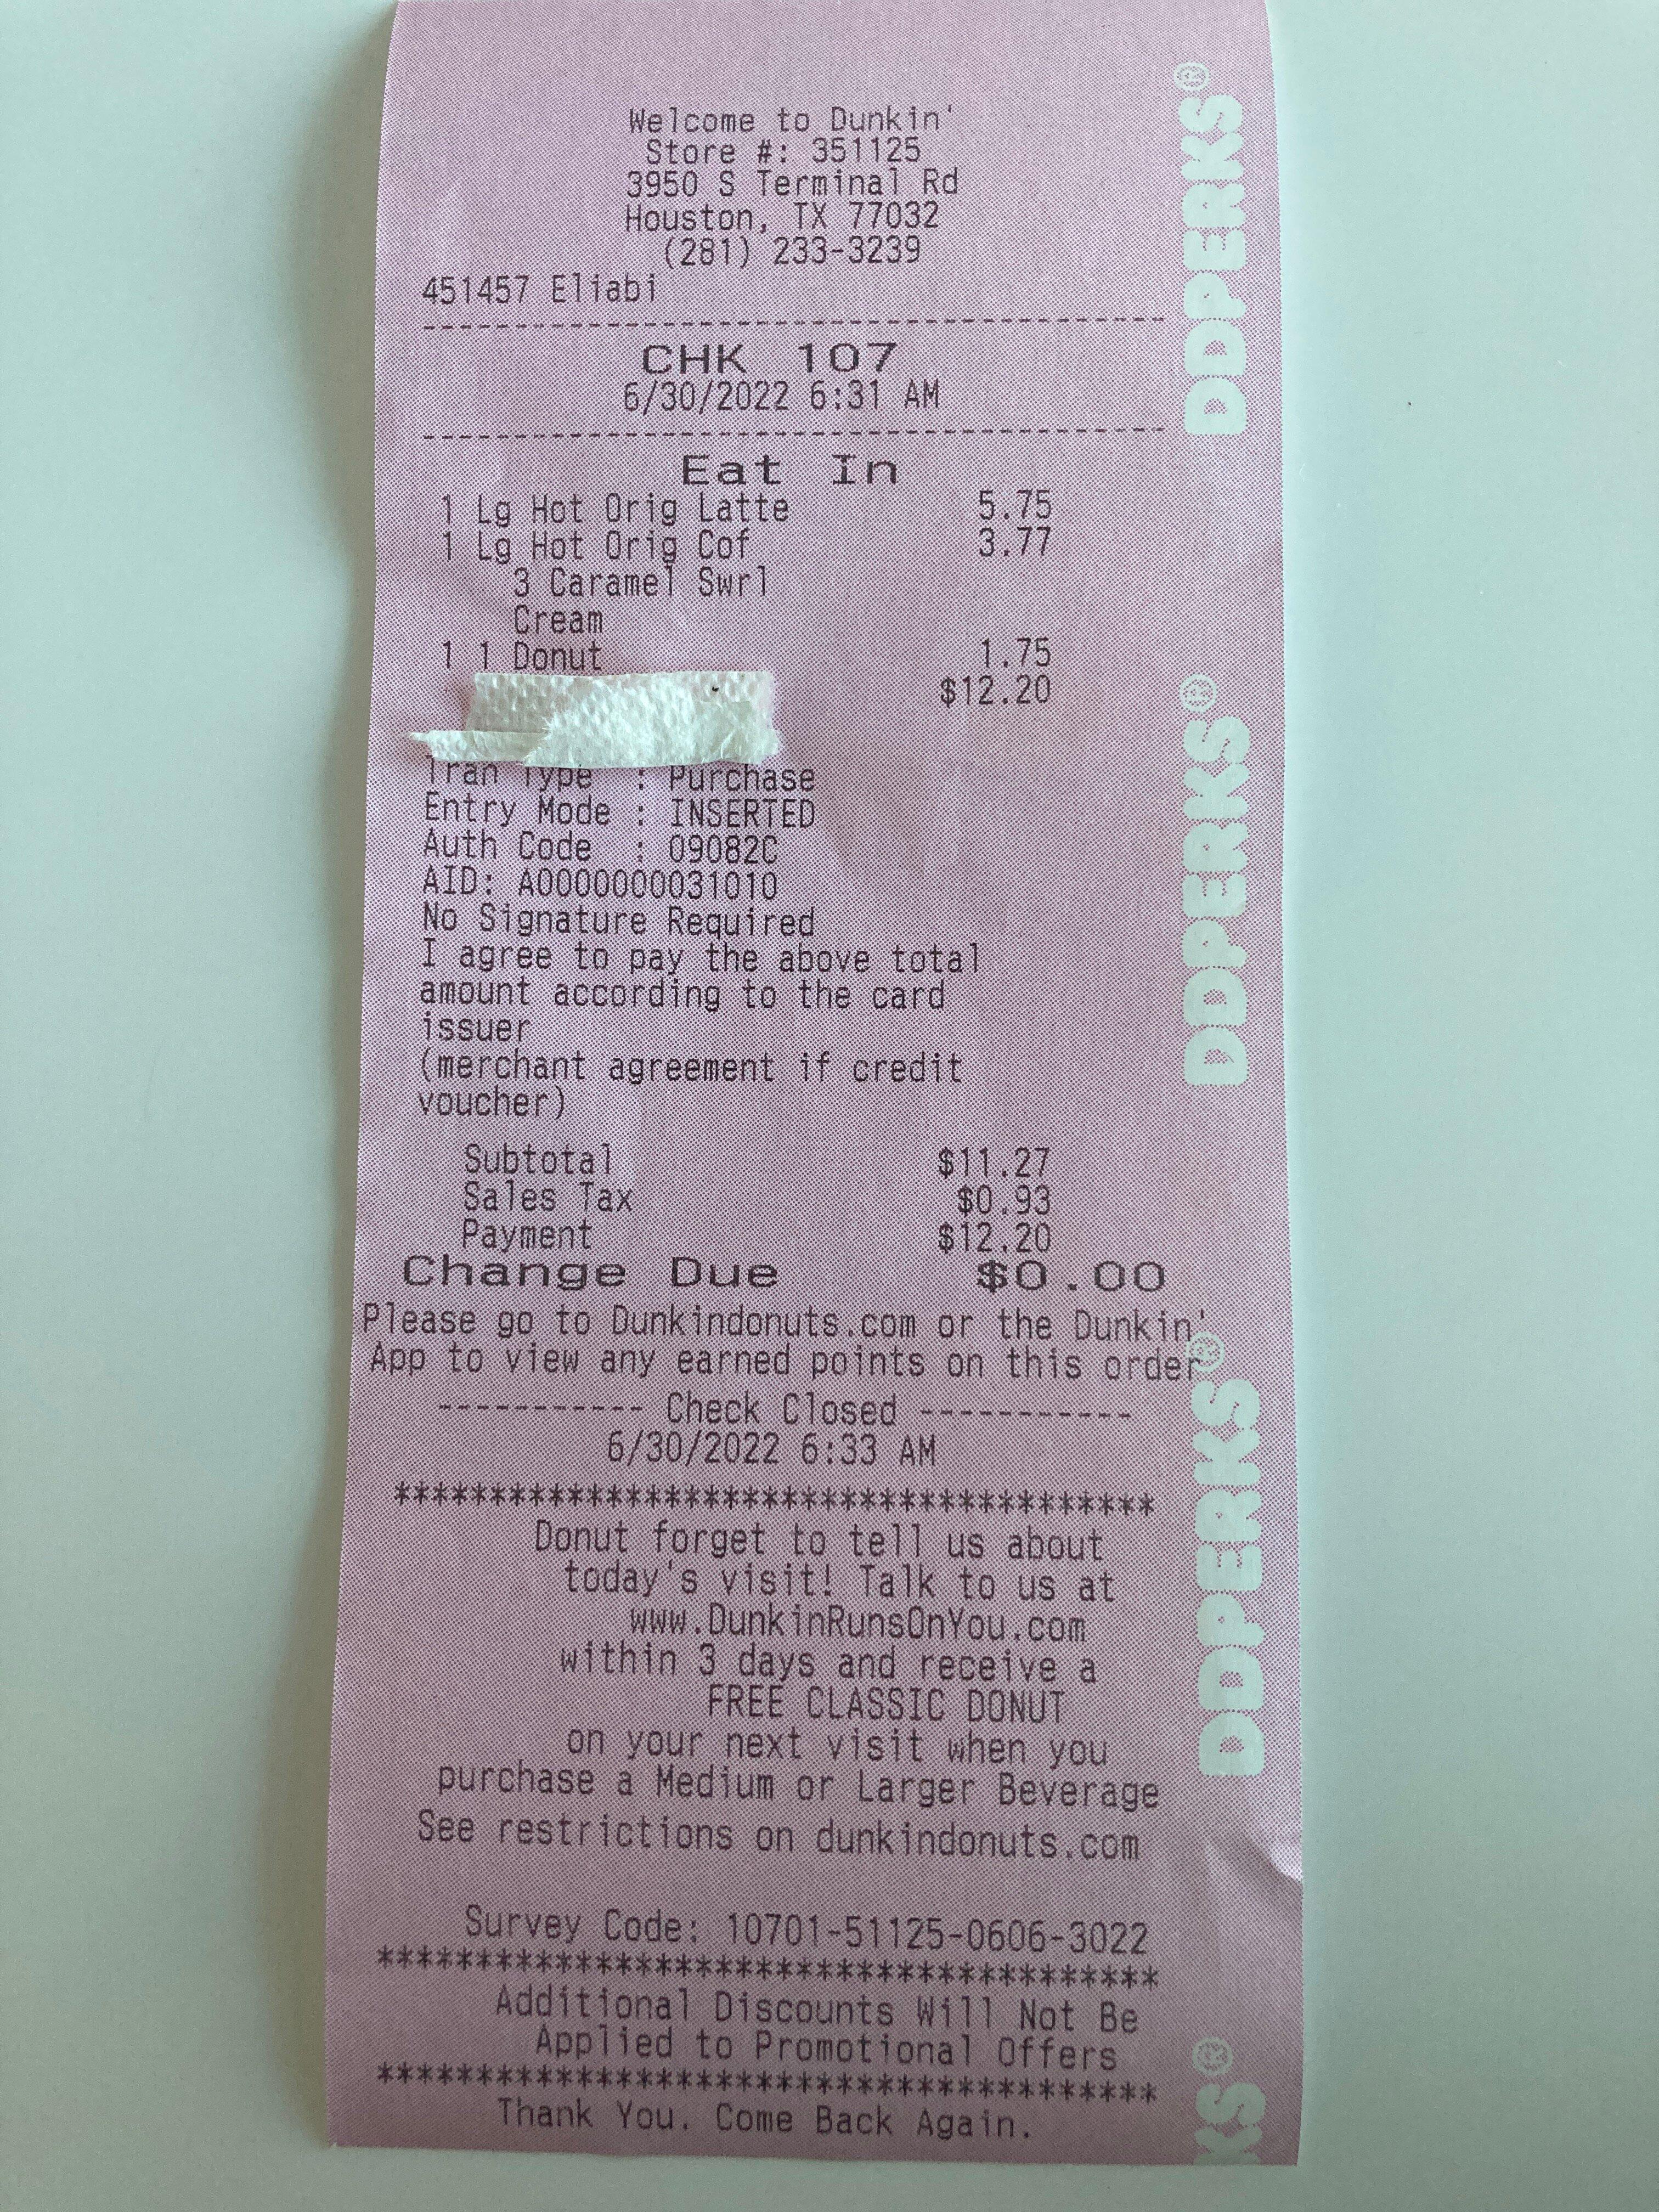 Welcome to Dunkin'
Store #: 351125
3950 S Terminal Rd
Houston, TX 77032
(281) 233-3239
451457 Eliabi
----------------------------------------
CHK 107
6/30/2022 6:31 AM
----------------------------------------
Eat In
1 Lg Hot Orig Latte 5.75
1 Lg Hot Orig Cof 3.77
3 Caramel Swrl
Cream
1 1 Donut 1.75
$12.20
Tran Type : Purchase
Entry Mode : INSERTED
Auth Code : 09082C
AID: A0000000031010
No Signature Required
I agree to pay the above total
amount according to the card
issuer
(merchant agreement if credit
voucher)
Subtotal $11.27
Sales Tax $0.93
Payment $12.20
Change Due $0.00
Please go to Dunkindonuts.com or the Dunkin'
App to view any earned points on this order
----------- Check Closed -----------
6/30/2022 6:33 AM
****************************************
Donut forget to tell us about
today's visit! Talk to us at
www.DunkinRunsOnYou.com
within 3 days and receive a
FREE CLASSIC DONUT
on your next visit when you
purchase a Medium or Larger Beverage
See restrictions on dunkindonuts.com
Survey Code: 10701-51125-0606-3022
****************************************
Additional Discounts Will Not Be
Applied to Promotional Offers
****************************************
Thank You. Come Back Again.
DDPERKS®
DDPERKS®
DDPERKS®
KS®